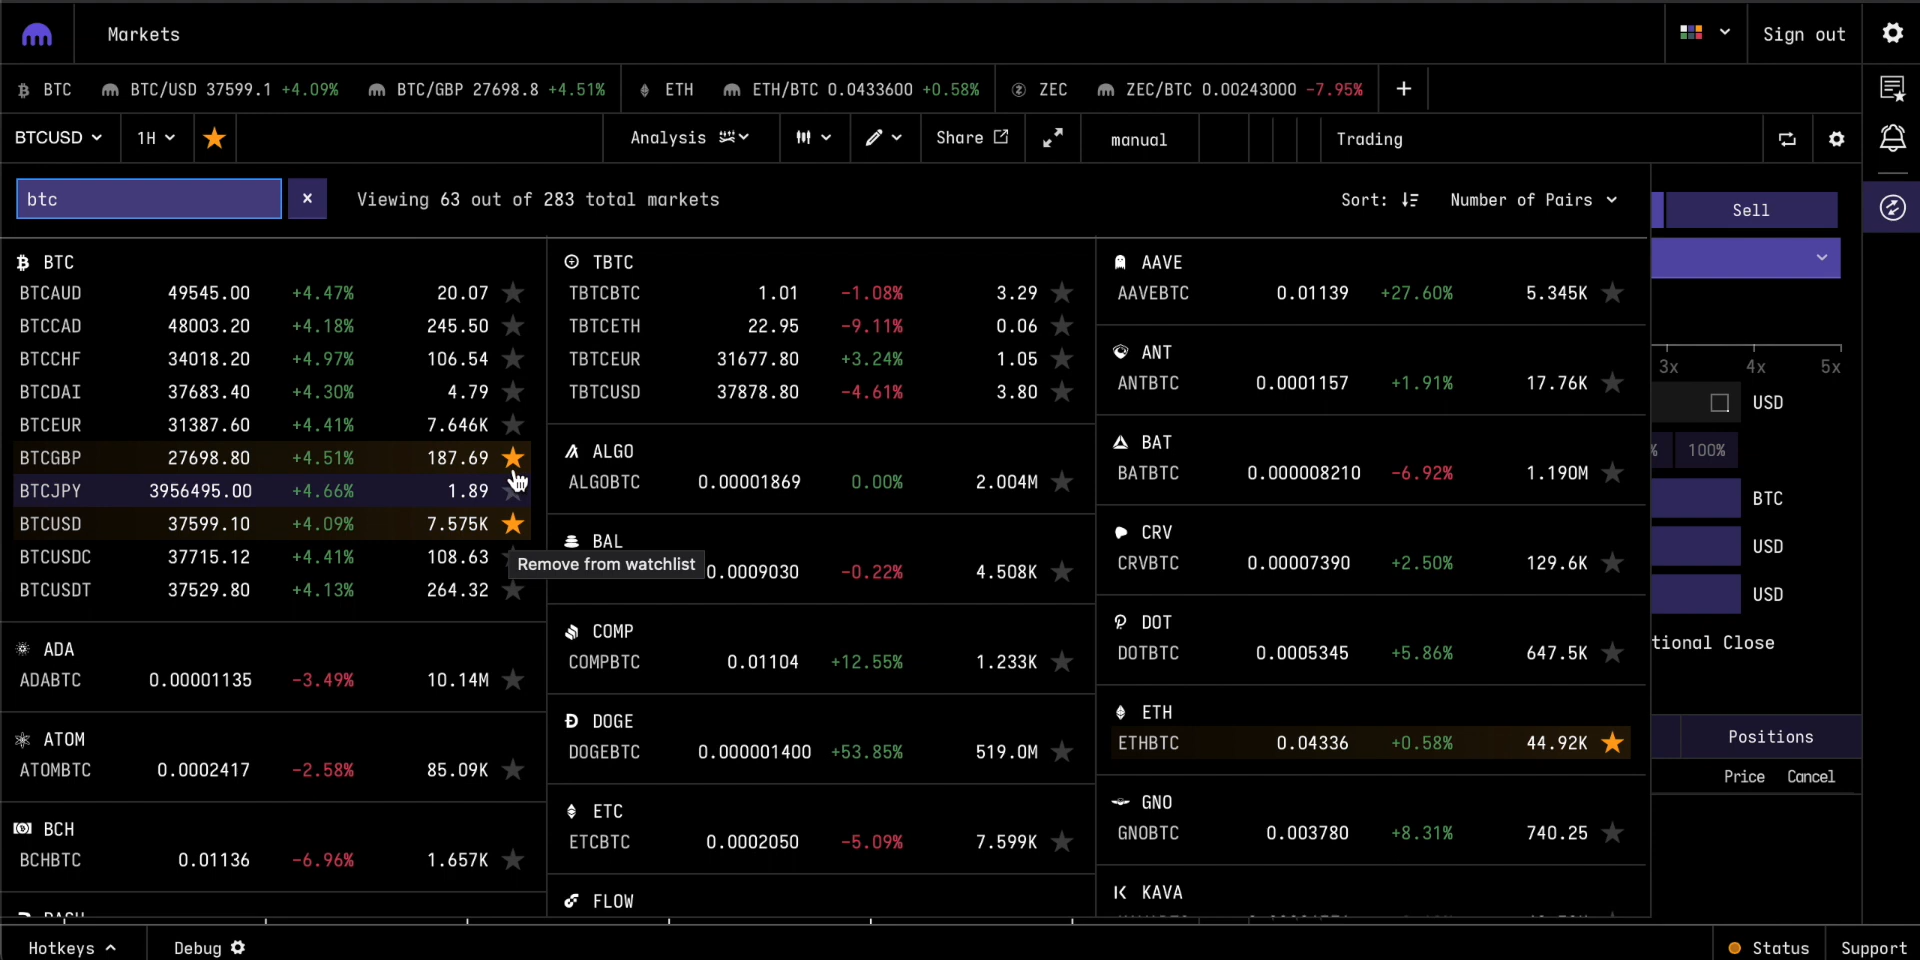 Markets
Sign out
BTC BTC/USD 37599.1 +4.09% BTC/GBP 27698.8 +4.51% ETH ETH/BTC 0.0433600 +0.58% ZEC ZEC/BTC 0.00243000 -7.95% +
BTCUSD 1H Analysis Share manual Trading
btc × Viewing 63 out of 283 total markets Sort: Number of Pairs
Sell
BTC
BTCAUD 49545.00 +4.47% 20.07
BTCCAD 48003.20 +4.18% 245.50
BTCCHF 34018.20 +4.97% 106.54
BTCDAI 37683.40 +4.30% 4.79
BTCEUR 31387.60 +4.41% 7.646K
BTCGBP 27698.80 +4.51% 187.69
BTCJPY 3956495.00 +4.66% 1.89
BTCUSD 37599.10 +4.09% 7.575K
BTCUSDC 37715.12 +4.41% 108.63
BTCUSDT 37529.80 +4.13% 264.32
ADA
ADABTC 0.00001135 -3.49% 10.14M
ATOM
ATOMBTC 0.0002417 -2.58% 85.09K
BCH
BCHBTC 0.01136 -6.96% 1.657K
TBTC
TBTCBTC 1.01 -1.08% 3.29
TBTCETH 22.95 -9.11% 0.06
TBTCEUR 31677.80 +3.24% 1.05
TBTCUSD 37878.80 -4.61% 3.80
ALGO
ALGOBTC 0.00001869 0.00% 2.004M
BAL
Remove from watchlist
0.0009030 -0.22% 4.508K
COMP
COMPBTC 0.01104 +12.55% 1.233K
DOGE
DOGEBTC 0.000001400 +53.85% 519.0M
ETC
ETCBTC 0.0002050 -5.09% 7.599K
FLOW
AAVE
AAVEBTC 0.01139 +27.60% 5.345K
ANT
ANTBTC 0.0001157 +1.91% 17.76K
BAT
BATBTC 0.000008210 -6.92% 1.190M
CRV
CRVBTC 0.00007390 +2.50% 129.6K
DOT
DOTBTC 0.0005345 +5.86% 647.5K
ETH
ETHBTC 0.04336 +0.58% 44.92K
GNO
GNOBTC 0.003780 +8.31% 740.25
KAVA
3x 4x 5x
USD
% 100%
BTC
USD
USD
tional Close
Positions
Price Cancel
Hotkeys Debug Status Support